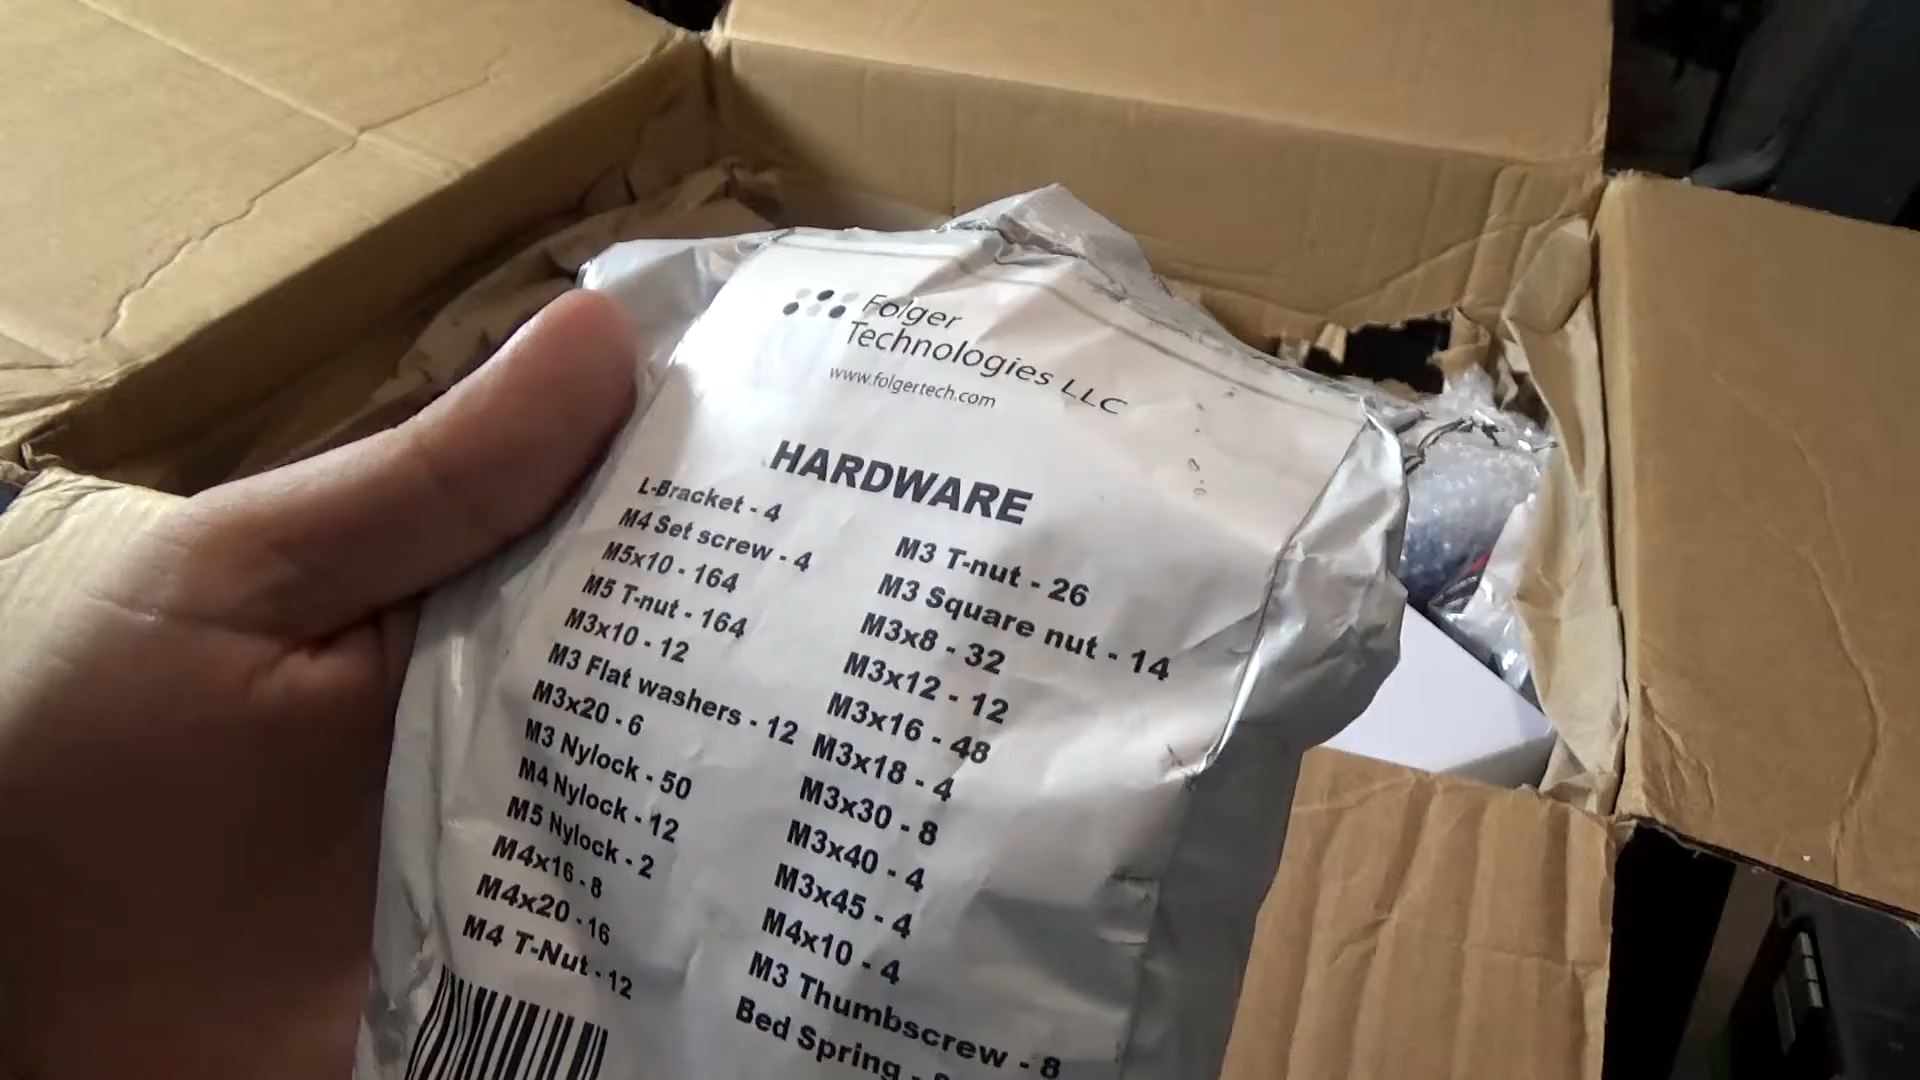 Folger
Technologies LLC
www.folgertech.com
HARDWARE
L-Bracket - 4
M4 Set screw - 4
M5x10 - 164
M5 T-nut - 164
M3x10 - 12
M3 Flat washers - 12
M3x20 - 6
M3 Nylock - 50
M4 Nylock - 12
M5 Nylock - 2
M4x16 - 8
M4x20 - 16
M4 T-Nut - 12
M3 T-nut - 26
M3 Square nut - 14
M3x8 - 32
M3x12 - 12
M3x16 - 48
M3x18 - 4
M3x30 - 8
M3x40 - 4
M3x45 - 4
M4x10 - 4
M3 Thumbscrew - 8
Bed Spring -